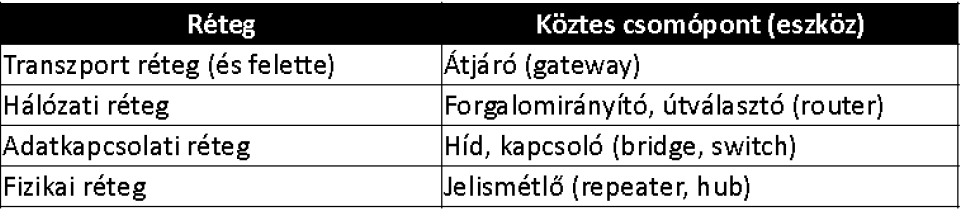 Réteg Köztes csomópont (eszköz)
Transzport réteg (és felette) Átjáró (gateway)
Hálózati réteg Forgalomirányító, útválasztó (router)
Adatkapcsolati réteg Híd, kapcsoló (bridge, switch)
Fizikai réteg Jelismétlő (repeater, hub)